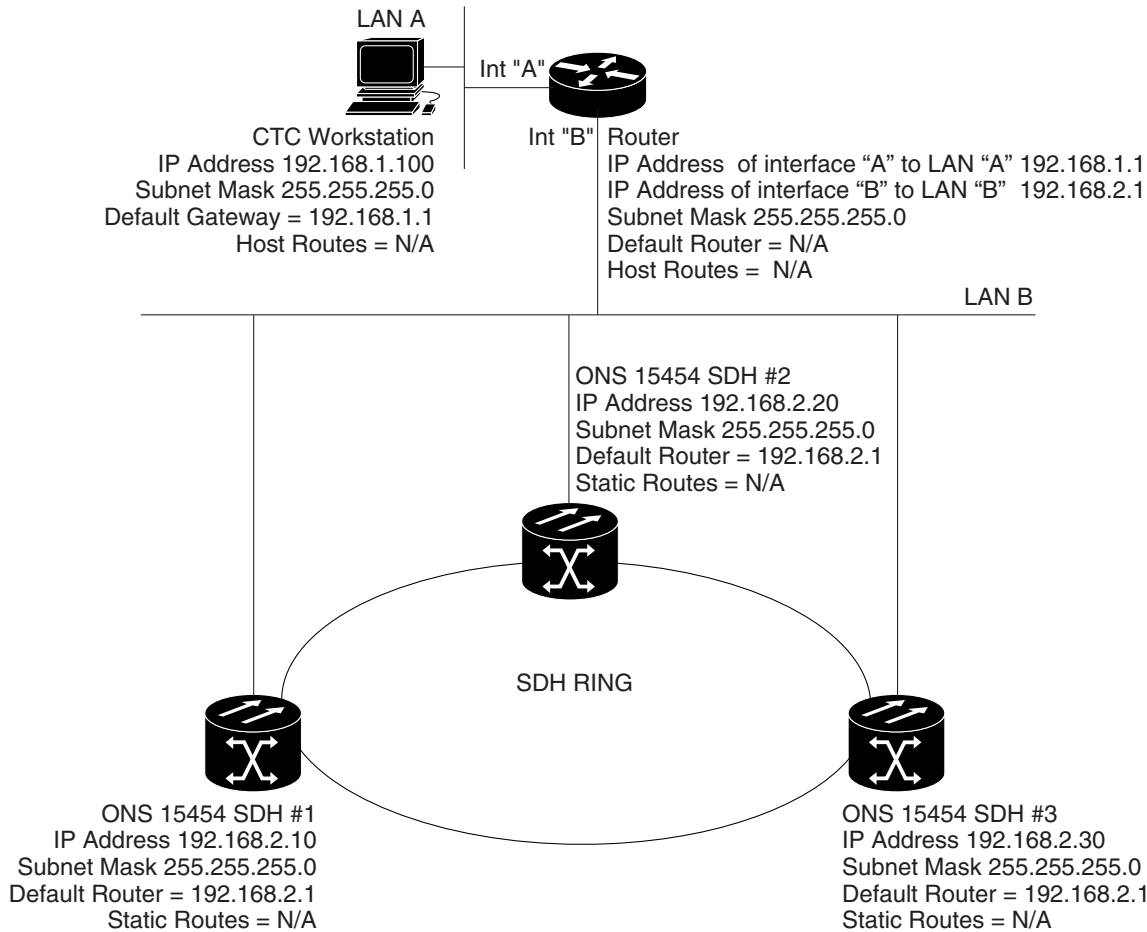 LAN A
Int "A"
CTC Workstation
IP Address 192.168.1.100
Subnet Mask 255.255.255.0
Default Gateway = 192.168.1.1
Host Routes = N/A
Int "B"
Router
IP Address  of interface “A” to LAN “A” 192.168.1.1
IP Address of interface “B” to LAN “B”  192.168.2.1
Subnet Mask 255.255.255.0
Default Router = N/A
Host Routes =  N/A
LAN B
ONS 15454 SDH #2
IP Address 192.168.2.20
Subnet Mask 255.255.255.0
Default Router = 192.168.2.1
Static Routes = N/A
SDH RING
ONS 15454 SDH #1
IP Address 192.168.2.10
Subnet Mask 255.255.255.0
Default Router = 192.168.2.1
Static Routes = N/A
ONS 15454 SDH #3
IP Address 192.168.2.30
Subnet Mask 255.255.255.0
Default Router = 192.168.2.1
Static Routes = N/A